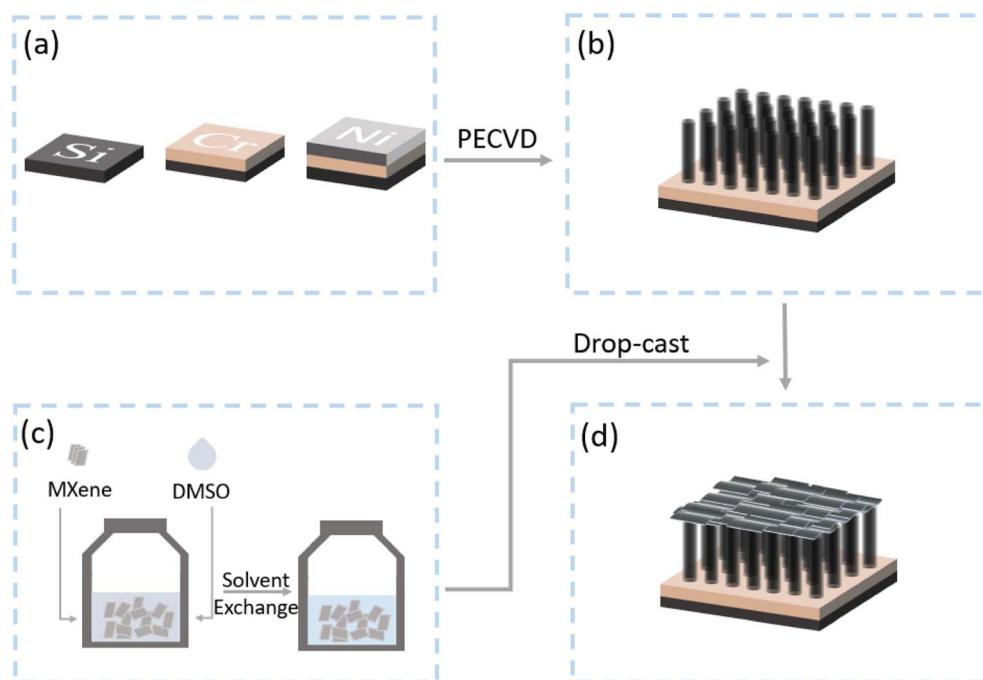 (a)
Si
Cr
Ni
PECVD
(b)
Drop-cast
(c)
MXene
DMSO
Solvent
Exchange
(d)